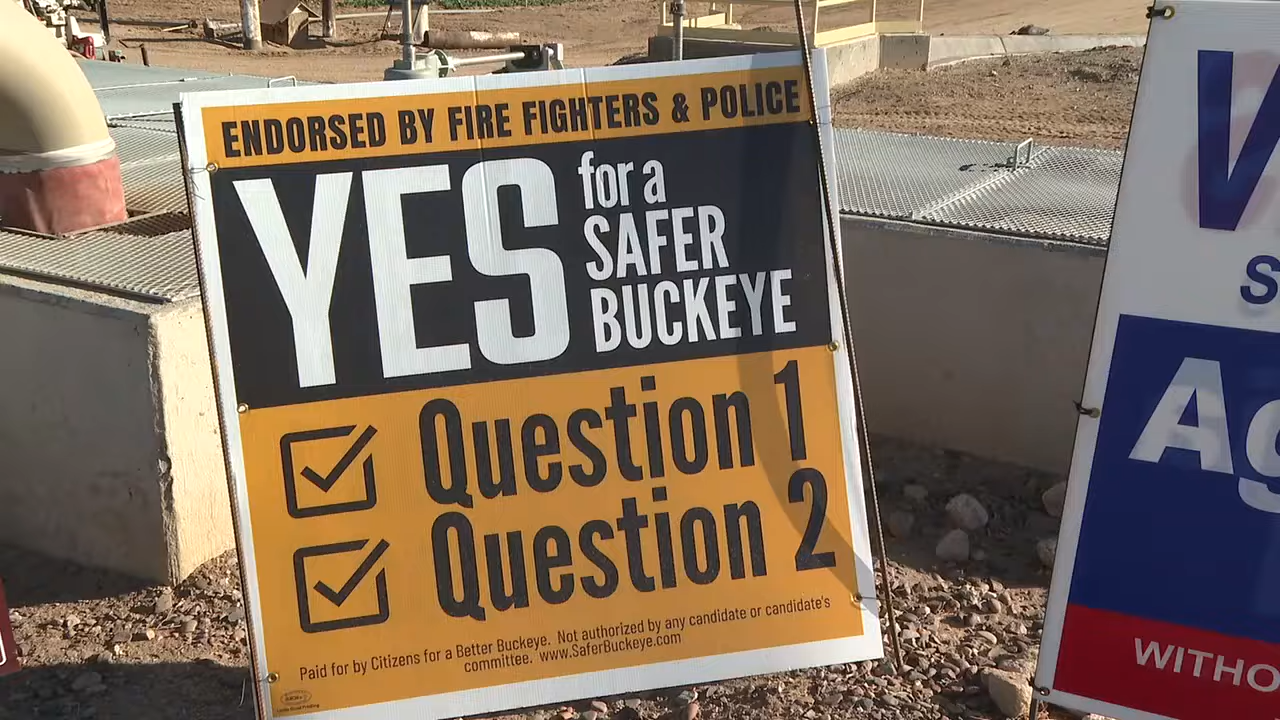 ENDORSED BY FIRE FIGHTERS & POLICE
YES
for a
SAFER
BUCKEYE
Question 1
Question 2
Paid for by Citizens for a Better Buckeye. Not authorized by any candidate or candidate's
committee. www.SaferBuckeye.com
V
S
Ag
WITHO